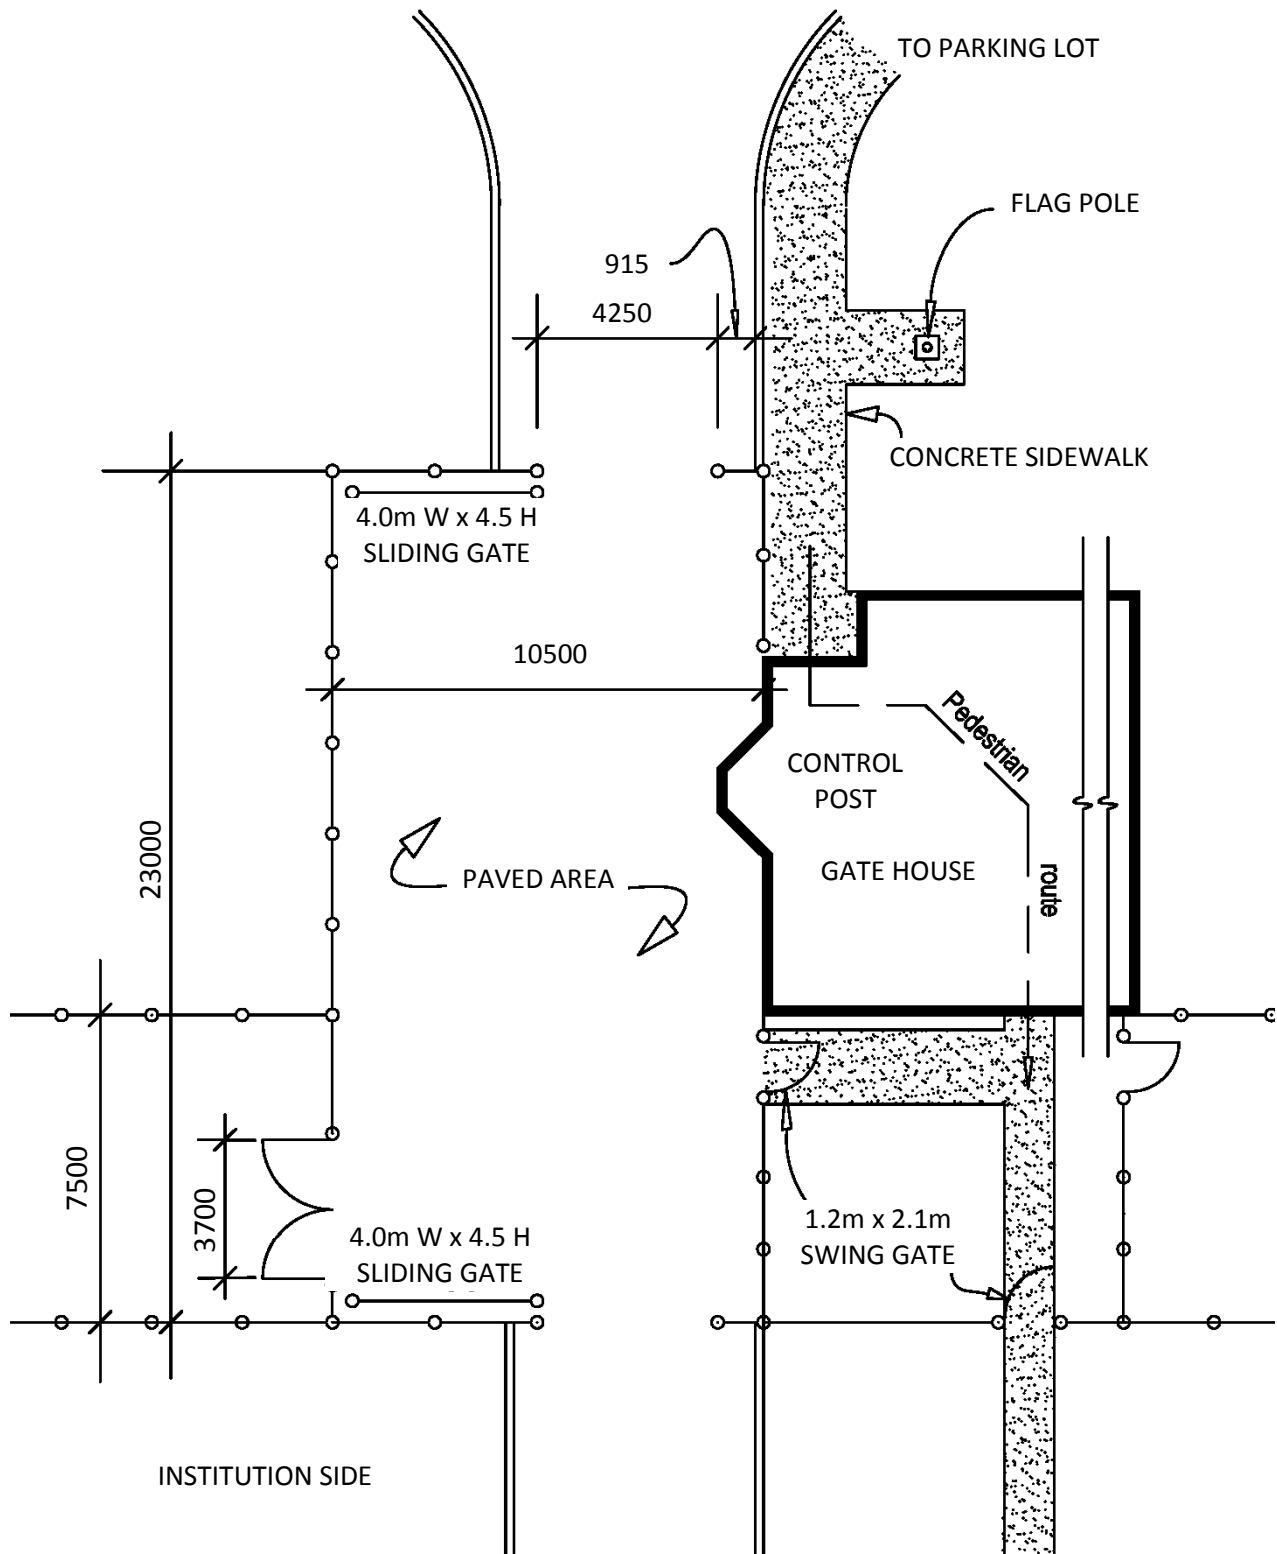 TO PARKING LOT
FLAG POLE
915
4250
CONCRETE SIDEWALK
4.0m W x 4.5 H
SLIDING GATE
10500
Pedestrian
route
CONTROL
POST
GATE HOUSE
23000
PAVED AREA
7500
3700
4.0m W x 4.5 H
SLIDING GATE
1.2m x 2.1m
SWING GATE
INSTITUTION SIDE